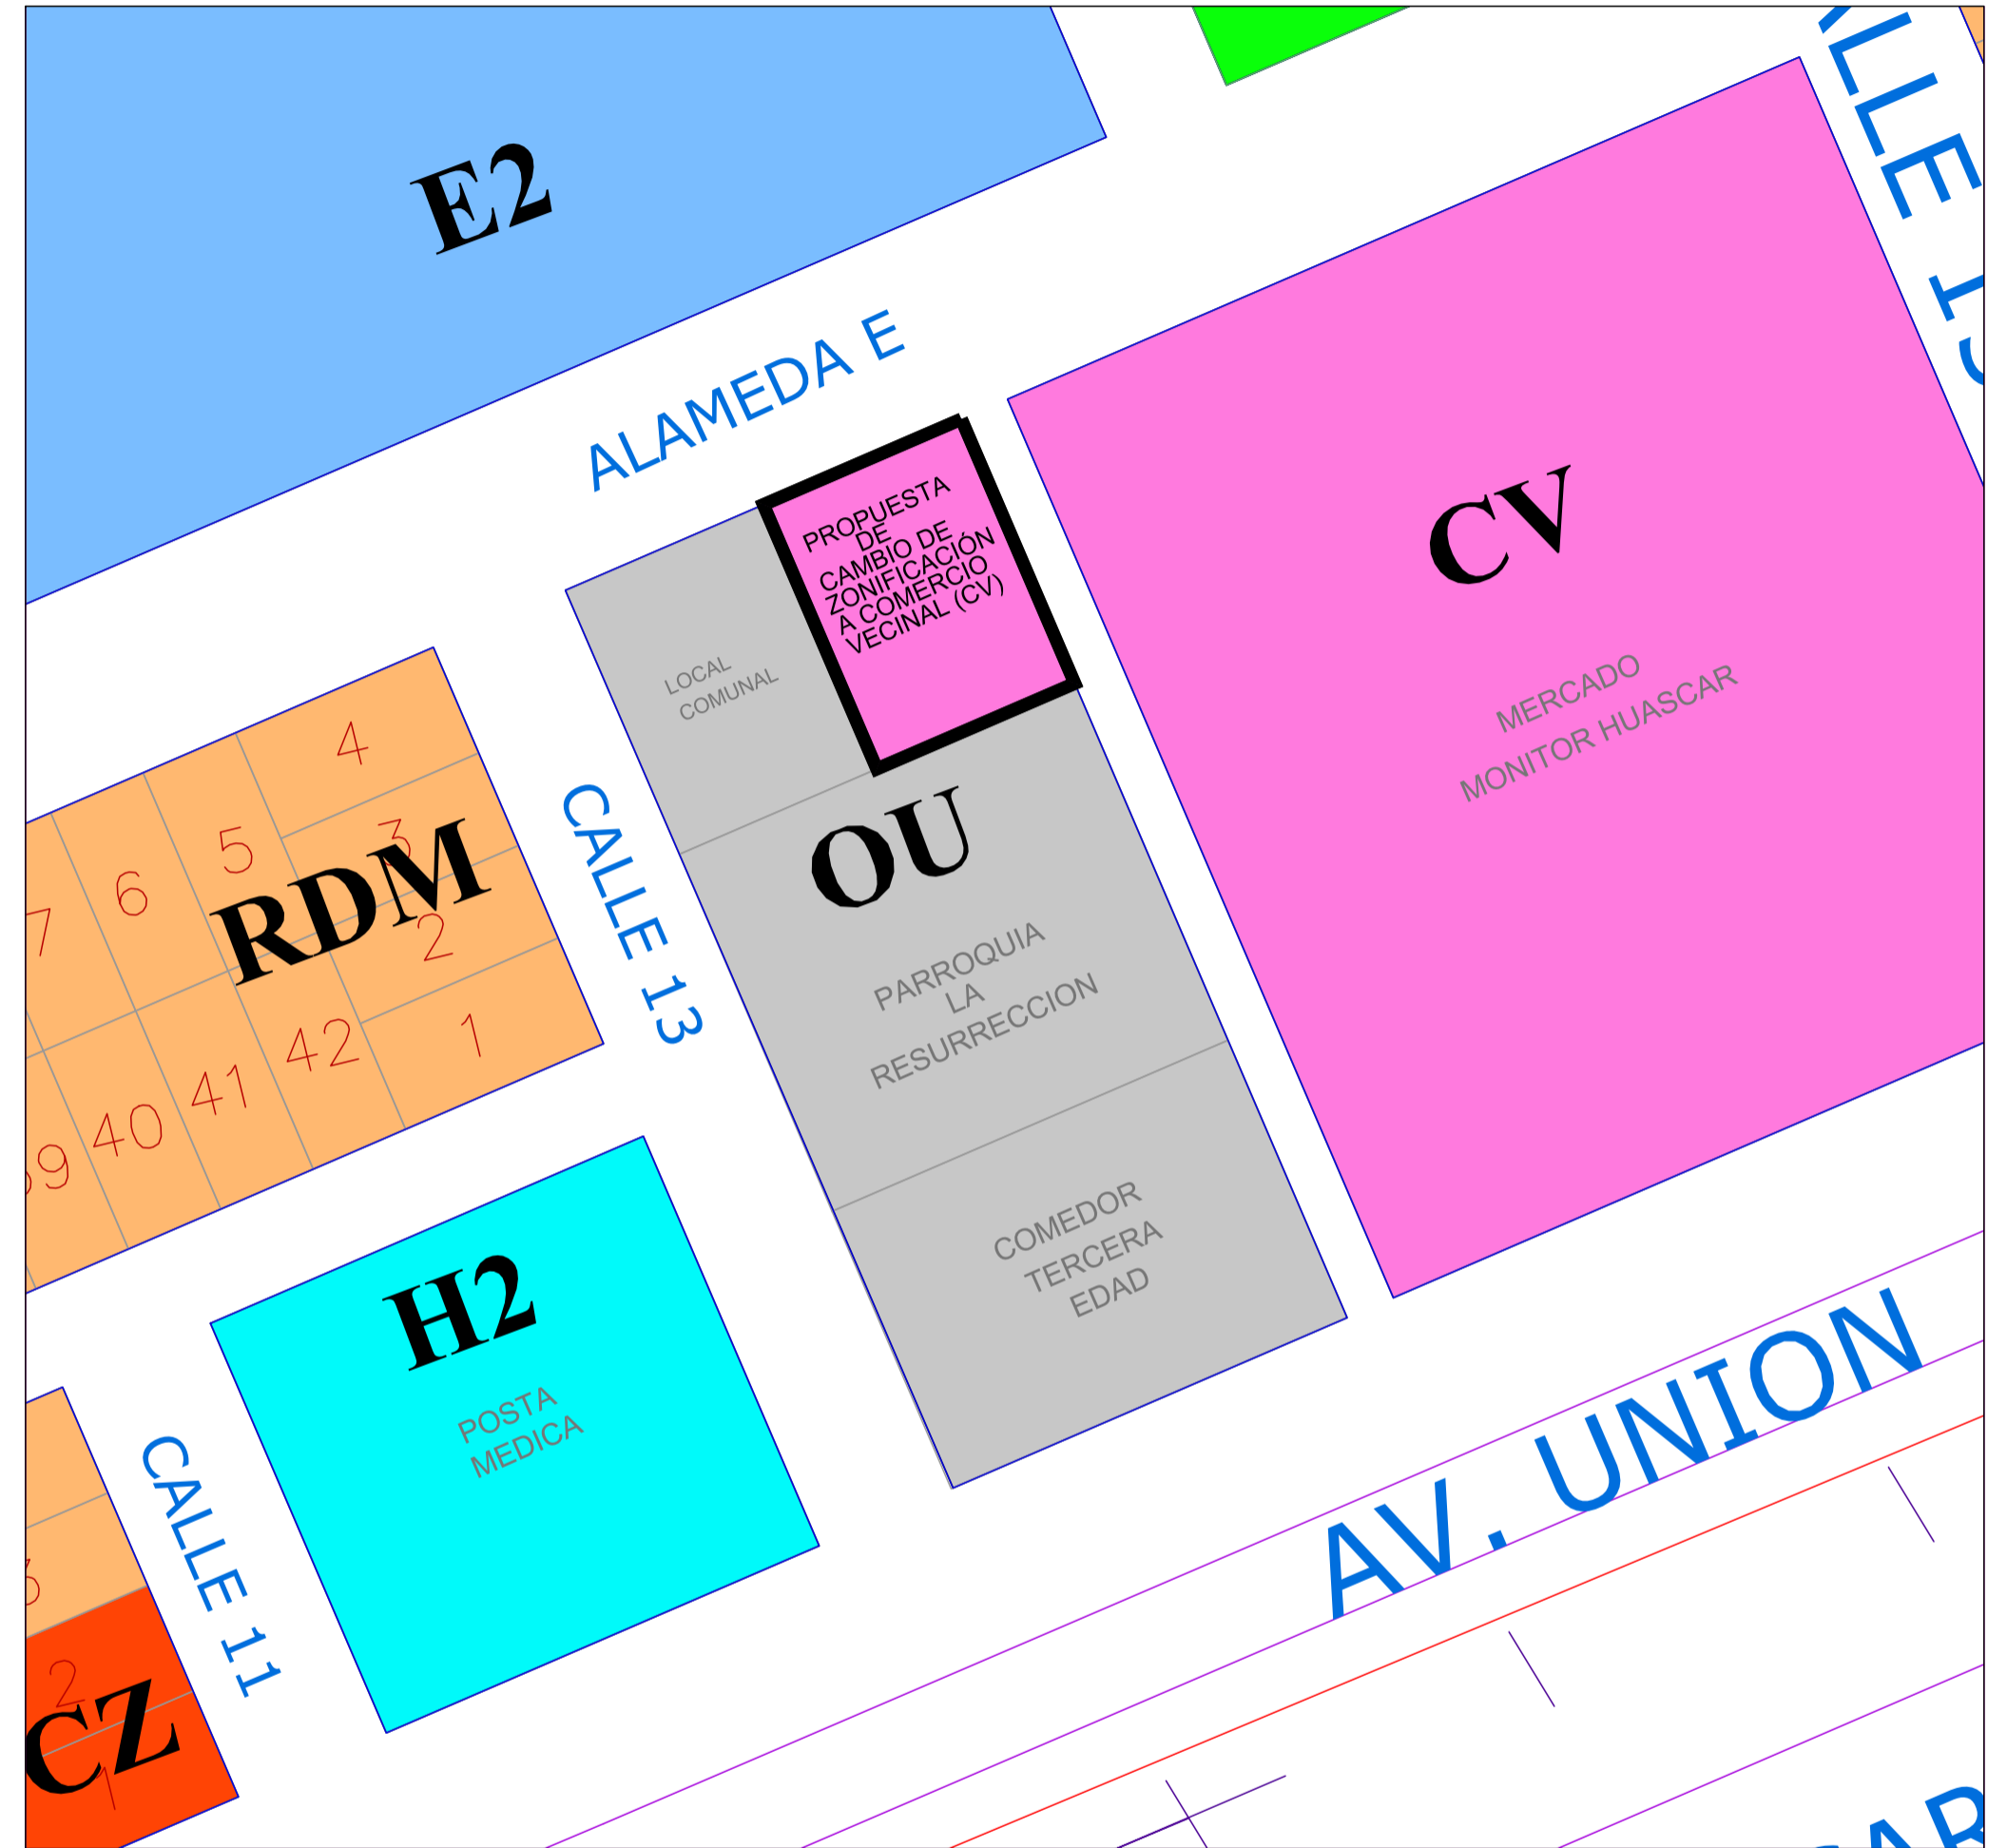 E2
ALAMEDA E
PROPUESTA
DE
CAMBIO DE
ZONIFICACIÓN
A COMERCIO
VECINAL (CV)
CV
MERCADO
MONITOR HUASCAR
LOCAL
COMUNAL
4
3
5
6
7
2
1
42
41
40
RDM
CALLE 13
OU
PARROQUIA
LA
RESURRECCION
COMEDOR
TERCERA
EDAD
H2
POSTA
MEDICA
CALLE 11
AV. UNION
2
CZ
1